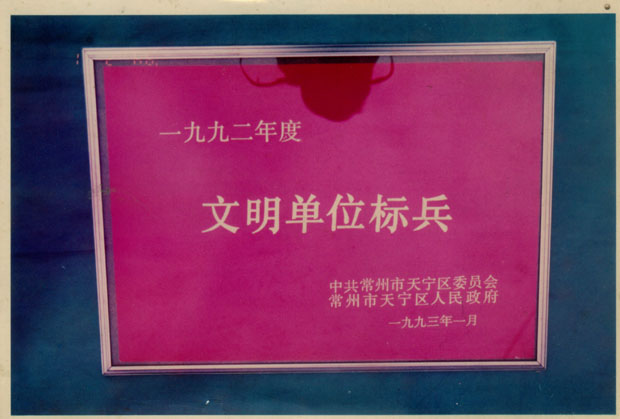 一九九二年度
文明单位标兵
中共常州市天宁区委员会
常州市天宁区人民政府
一九九三年一月